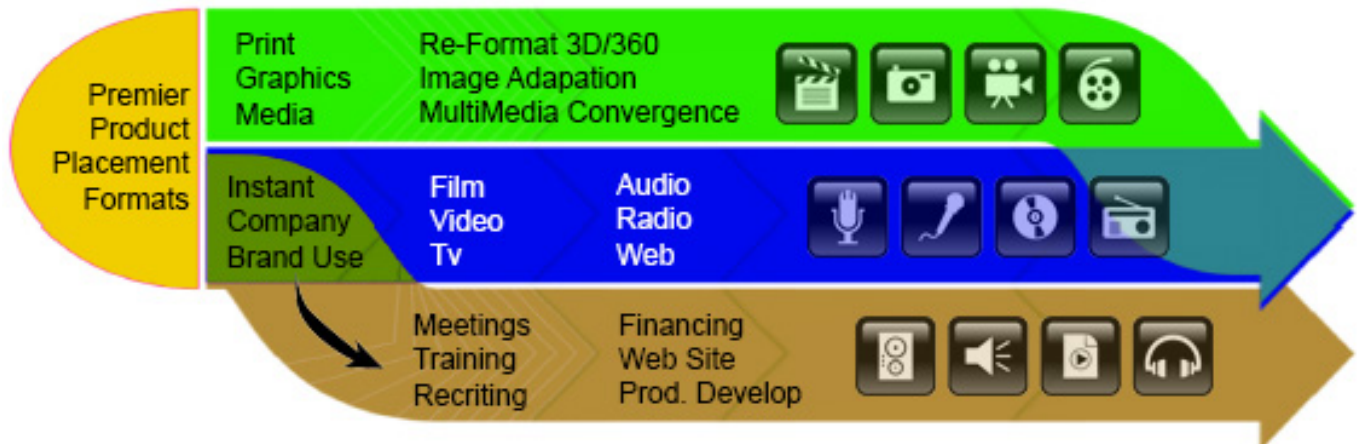 Premier
Product
Placement
Formats
Print
Graphics
Media
Re-Format 3D/360
Image Adapation
MultiMedia Convergence
Instant
Company
Brand Use
Film
Video
Tv
Audio
Radio
Web
Meetings
Training
Recriting
Financing
Web Site
Prod. Develop